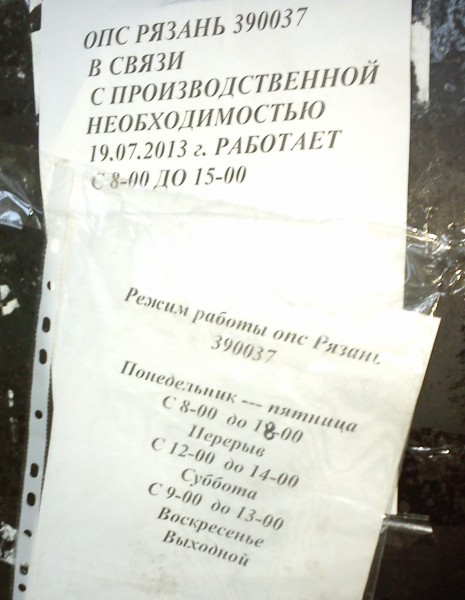 ОПС РЯЗАНЬ 390037
В СВЯЗИ
С ПРОИЗВОДСТВЕННОЙ
НЕОБХОДИМОСТЬЮ
19.07.2013 г. РАБОТАЕТ
С 8-00 ДО 15-00
Режим работы опс Рязань
390037
Понедельник --- пятница
С 8-00 до 18-00
Перерыв
С 12-00 до 14-00
Суббота
С 9-00 до 13-00
Воскресенье
Выходной